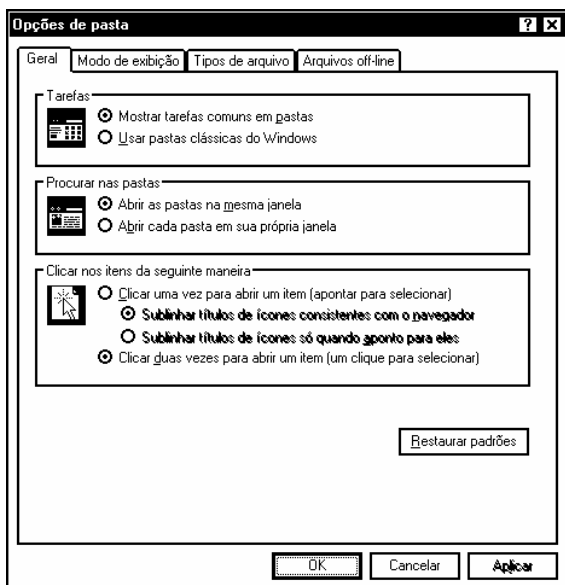 Opções de pasta
Geral
Modo de exibição
Tipos de arquivo
Arquivos off-line
Tarefas
Mostrar tarefas comuns em pastas
Usar pastas clássicas do Windows
Procurar nas pastas
Abrir as pastas na mesma janela
Abrir cada pasta em sua própria janela
Clicar nos itens da seguinte maneira
Clicar uma vez para abrir um item (apontar para selecionar)
Sublinhar títulos de ícones consistentes com o navegador
Sublinhar títulos de ícones só quando aponto para eles
Clicar duas vezes para abrir um item (um clique para selecionar)
Restaurar padrões
OK
Cancelar
Aplicar